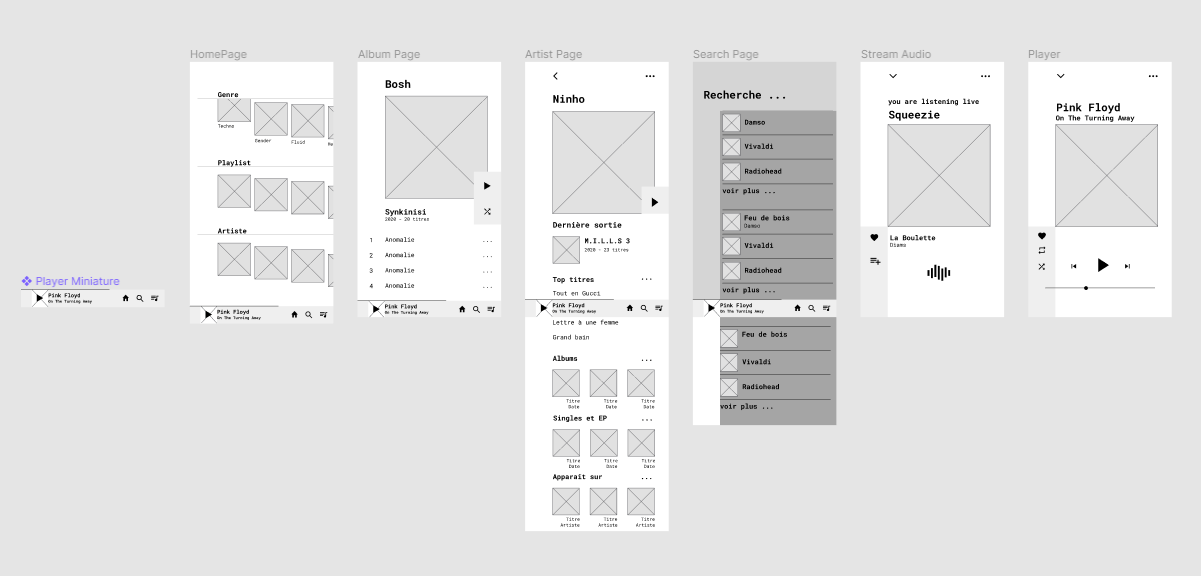 HomePage
Album Page
Artist Page
Search Page
Stream Audio
Player
Player Miniature
Pink Floyd
On The Turning Away
Genre
Techno
Gender
Fluid
Playlist
Artiste
Pink Floyd
On The Turning Away
Bosh
Synkinisi
2020 - 20 titres
1 Anomalie ...
2 Anomalie ...
3 Anomalie ...
4 Anomalie ...
Pink Floyd
On The Turning Away
Ninho
Dernière sortie
M.I.L.L.S 3
2020 - 23 titres
Top titres ...
Tout en Gucci
Pink Floyd
On The Turning Away
Lettre à une femme
Grand bain
Albums ...
Titre Titre Titre
Date Date Date
Singles et EP ...
Titre Titre Titre
Date Date Date
Apparait sur ...
Titre Titre Titre
Artiste Artiste Artiste
Recherche ...
Damso
Vivaldi
Radiohead
voir plus ...
Feu de bois
Damso
Vivaldi
Radiohead
voir plus ...
Pink Floyd
On The Turning Away
Feu de bois
Vivaldi
Radiohead
voir plus ...
you are listening live
Squeezie
La Boulette
Diams
Pink Floyd
On The Turning Away